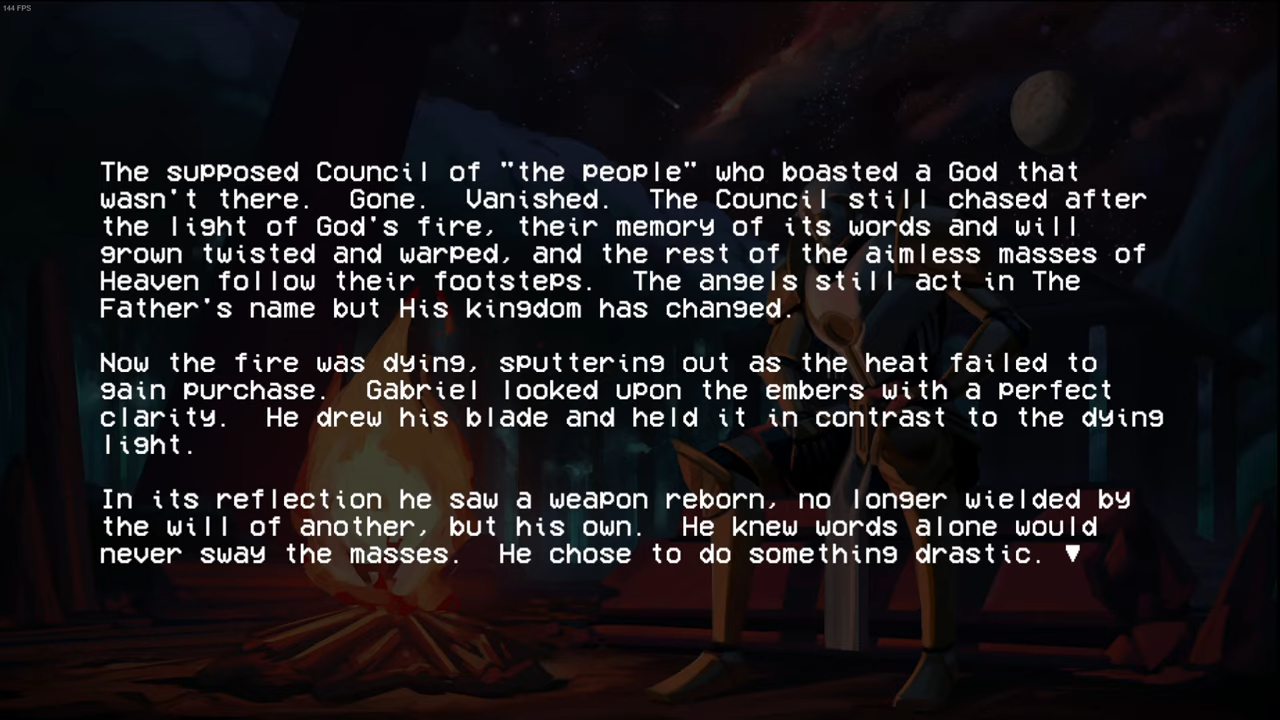 144 FPS
The supposed Council of "the people" who boasted a God that
wasn't there.  Gone.  Vanished.  The Council still chased after
the light of God's fire, their memory of its words and will
grown twisted and warped, and the rest of the aimless masses of
Heaven follow their footsteps.  The angels still act in The
Father's name but His kingdom has changed.
Now the fire was dying, sputtering out as the heat failed to
gain purchase.  Gabriel looked upon the embers with a perfect
clarity.  He drew his blade and held it in contrast to the dying
light.
In its reflection he saw a weapon reborn, no longer wielded by
the will of another, but his own.  He knew words alone would
never sway the masses.  He chose to do something drastic. ▼